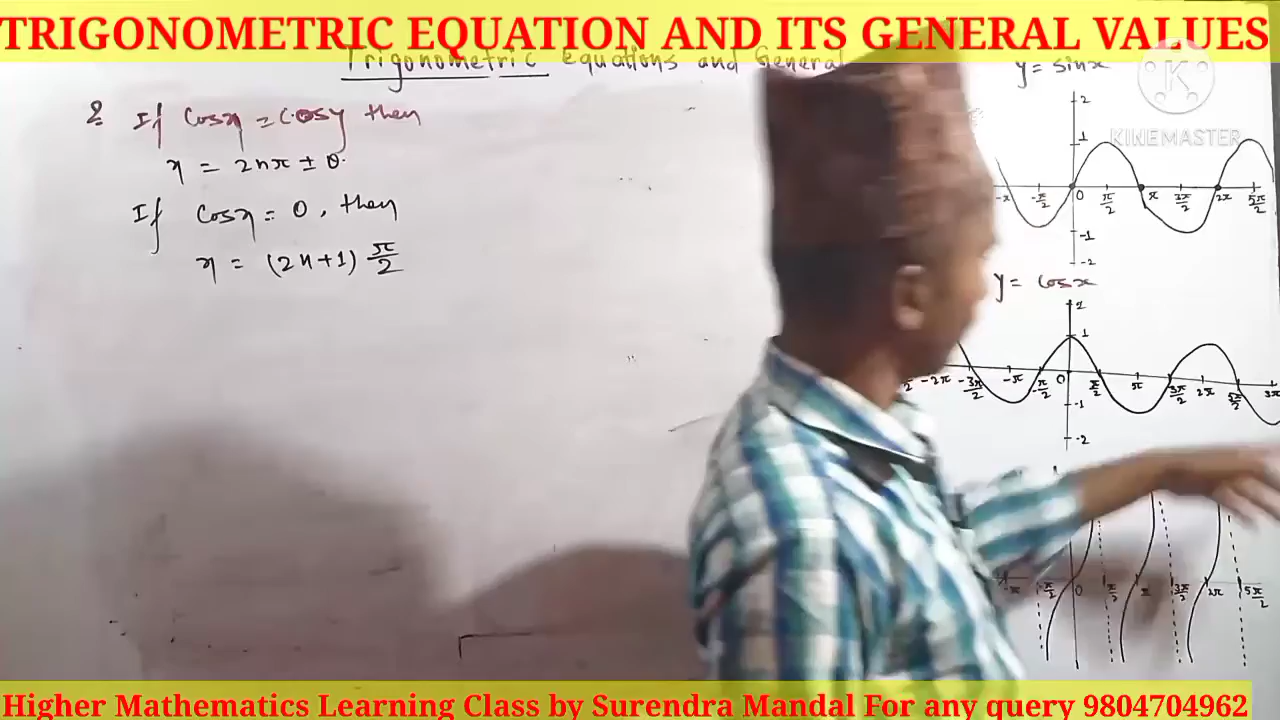 TRIGONOMETRIC EQUATION AND ITS GENERAL VALUES
Trigonometric Equations and General
2. If Cosx = Cosy then
x = 2nπ ± θ.
If Cosx = 0, then
x = (2n+1) π/2
y = sinx
KINEMASTER
2
1
-π -π/2 0 π/2 π 3π/2 2π 5π/2
-1
-2
y = cosx
2
1
-2π -3π/2 -π -π/2 0 π/2 π 3π/2 2π 5π/2 3π
-1
-2
-π -π/2 0 π/2 π 3π/2 2π 5π/2
Higher Mathematics Learning Class by Surendra Mandal For any query 9804704962